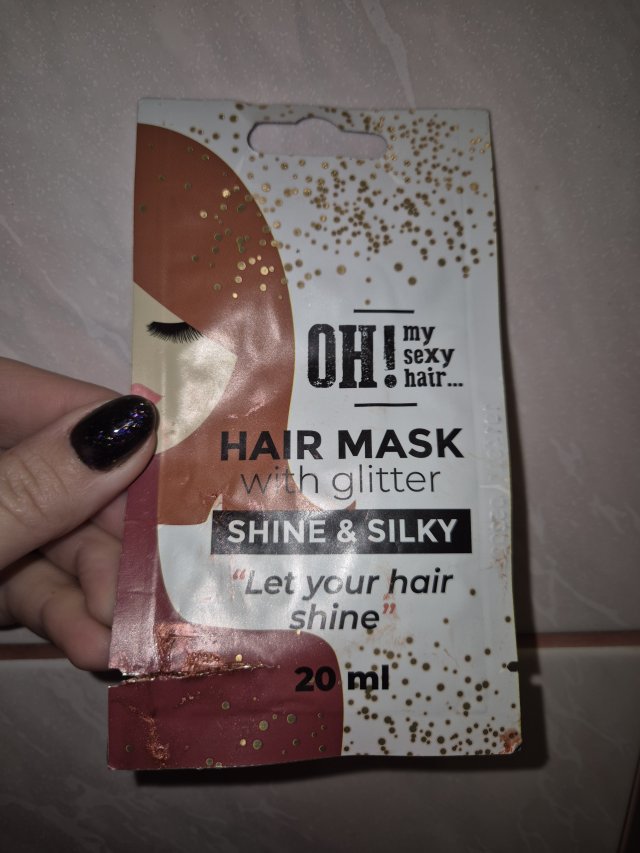 OH! my
sexy
hair...
HAIR MASK
with glitter
SHINE & SILKY
"Let your hair
shine"
20 ml